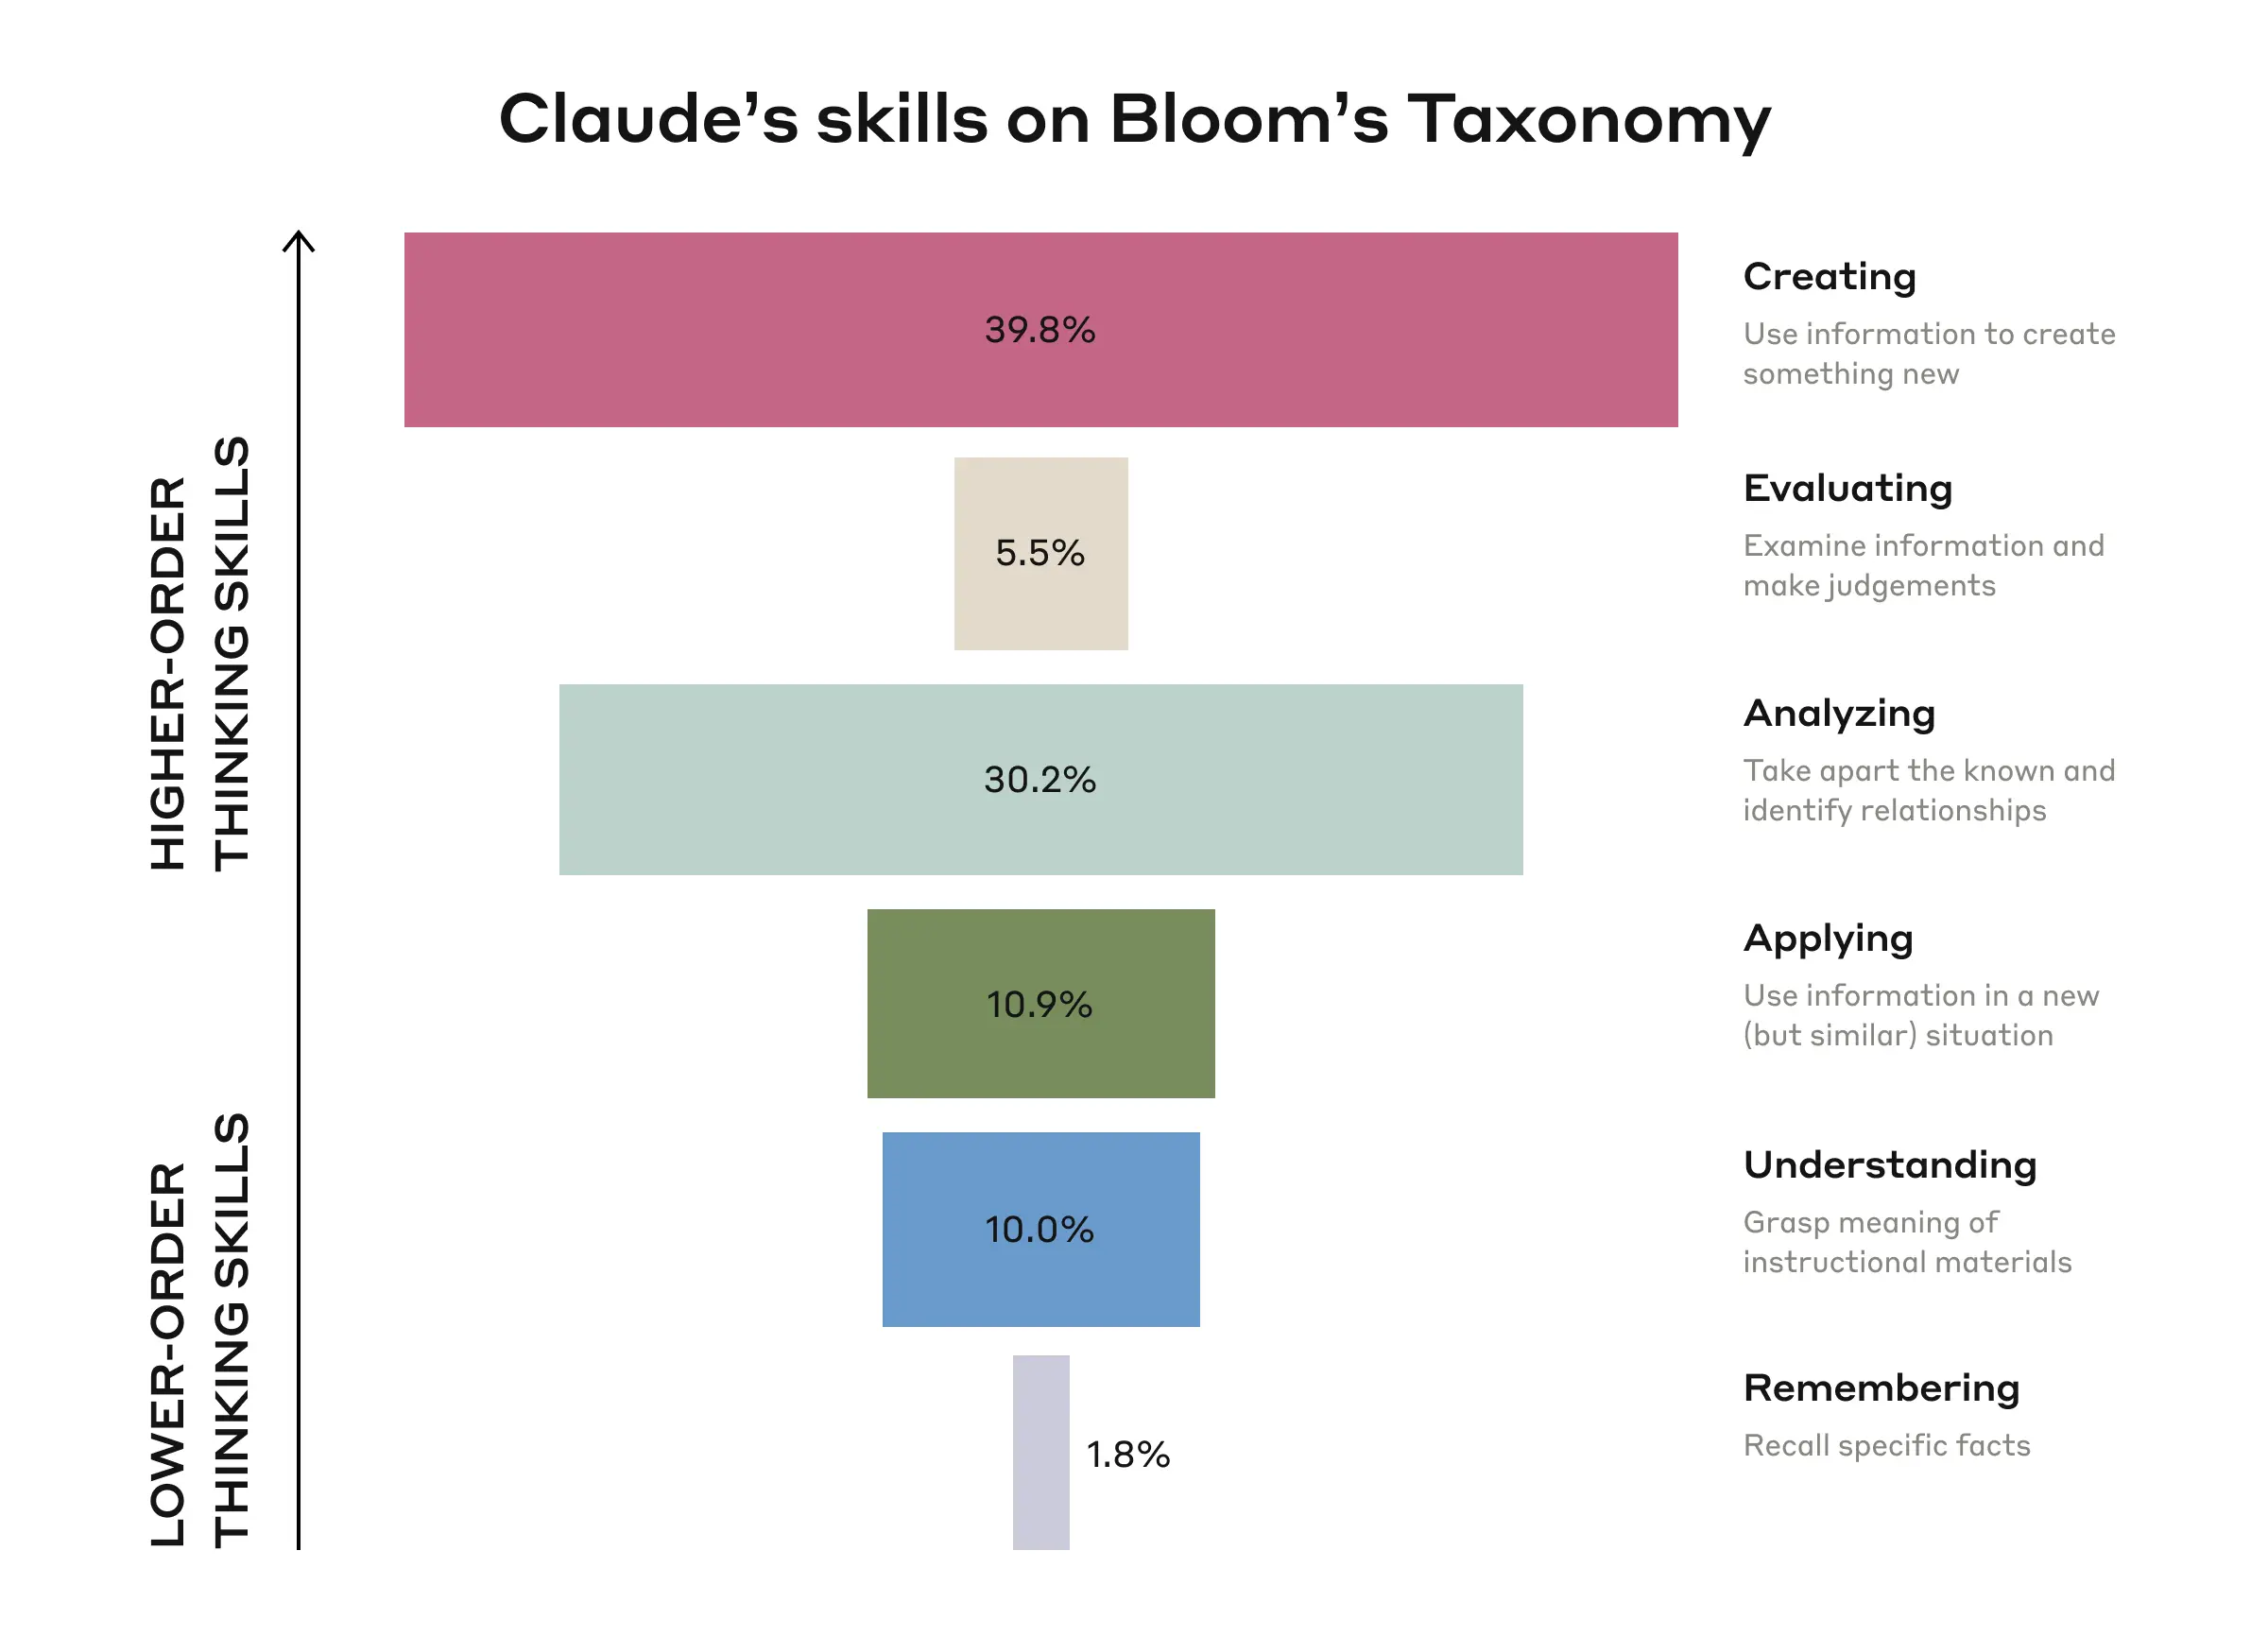 Claude’s skills on Bloom’s Taxonomy
HIGHER-ORDER
THINKING SKILLS
LOWER-ORDER
THINKING SKILLS
39.8%
Creating
Use information to create
something new
5.5%
Evaluating
Examine information and
make judgements
30.2%
Analyzing
Take apart the known and
identify relationships
10.9%
Applying
Use information in a new
(but similar) situation
10.0%
Understanding
Grasp meaning of
instructional materials
1.8%
Remembering
Recall specific facts